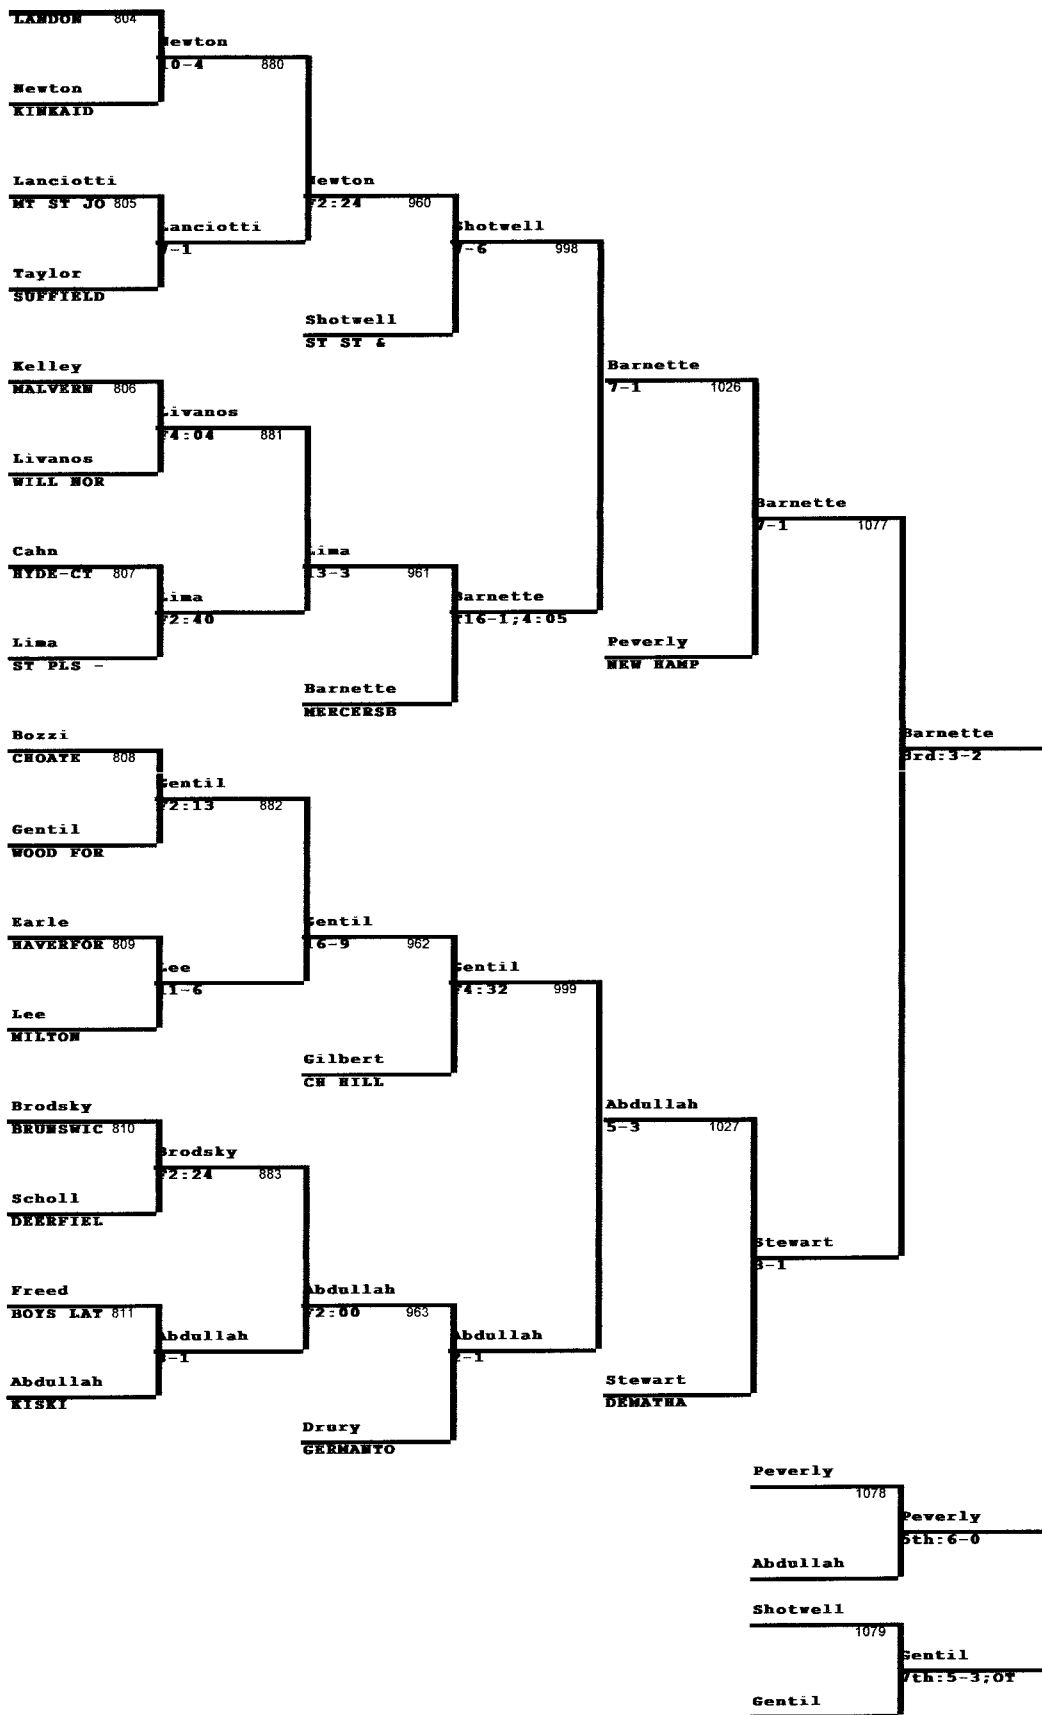 LANDON 804
Newton
10-4 880
Newton
KINKAID
Lanciotti
MT ST JO 805
Newton
F2:24 960
Lanciotti
7-1
Shotwell
7-6 998
Taylor
SUFFIELD
Shotwell
ST ST &
Kelley
MALVERN 806
Barnette
7-1 1026
Livanos
F4:04 881
Livanos
WILL NOR
Barnette
7-1 1077
Cahn
HYDE-CT 807
Lima
13-3 961
Lima
F2:40
Barnette
T16-1;4:05
Lima
ST PLS -
Peverly
NEW HAMP
Barnette
MERCERSB
Bozzi
CHOATE 808
Barnette
3rd:3-2
Gentil
F2:13 882
Gentil
WOOD FOR
Earle
HAVERFOR 809
Gentil
16-9 962
Lee
11-6
Gentil
F4:32 999
Lee
MILTON
Gilbert
CH HILL
Brodsky
BRUNSWIC 810
Abdullah
5-3 1027
Brodsky
F2:24 883
Scholl
DEERFIEL
Stewart
3-1
Freed
BOYS LAT 811
Abdullah
F2:00 963
Abdullah
-1
Abdullah
-1
Abdullah
KISKI
Stewart
DEMATHA
Drury
GERMANTO
Peverly
1078
Peverly
5th:6-0
Abdullah
Shotwell
1079
Gentil
7th:5-3;OT
Gentil